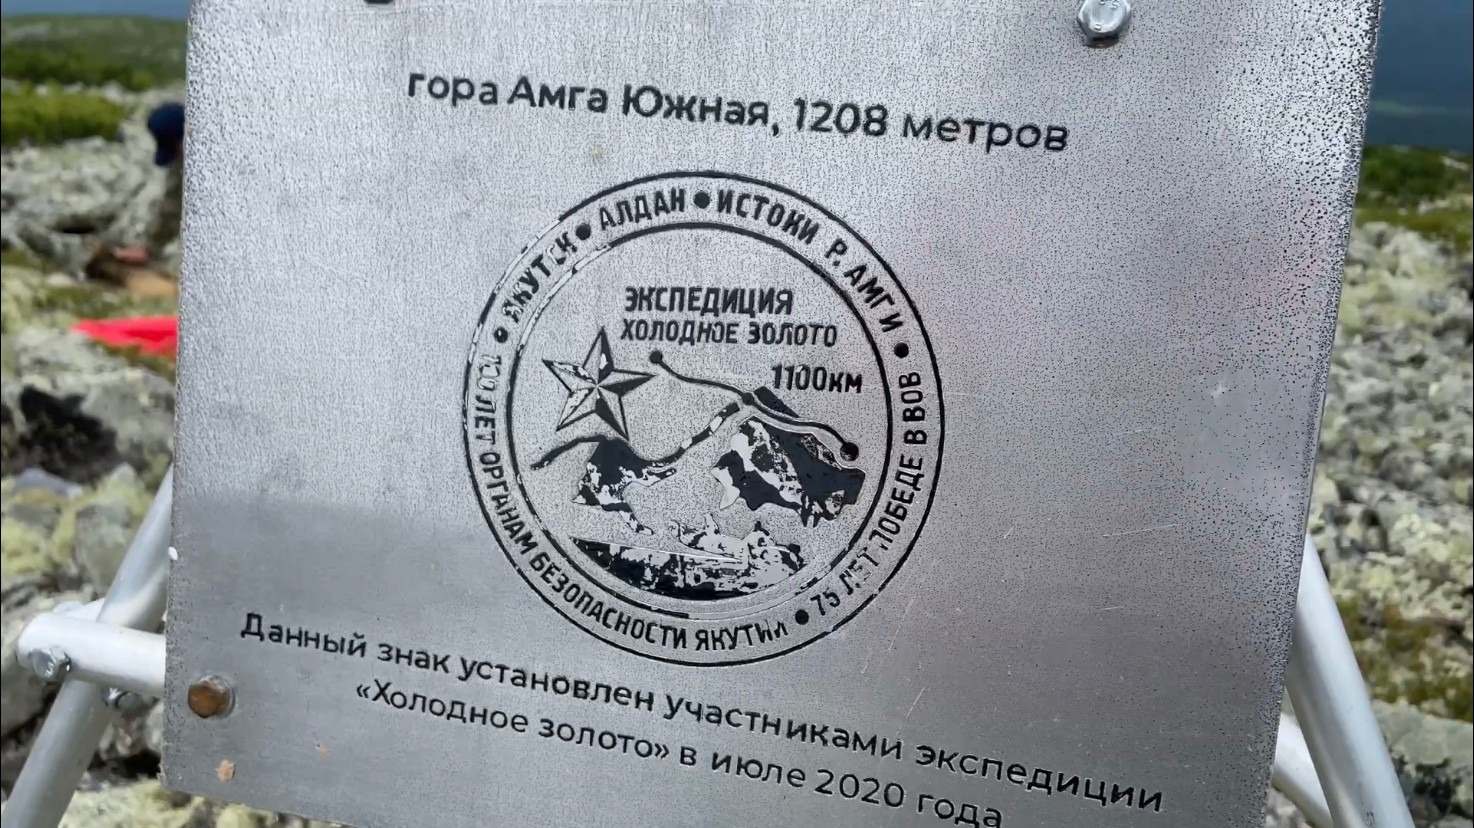 гора Амга Южная, 1208 метров
ЯКУТСК • АЛДАН • ИСТОКИ Р. АМГИ •
75 ЛЕТ ПОБЕДЕ В ВОВ •
100 ЛЕТ ОРГАНАМ БЕЗОПАСНОСТИ ЯКУТИИ •
ЭКСПЕДИЦИЯ
ХОЛОДНОЕ ЗОЛОТО
1100км
Данный знак установлен участниками экспедиции
«Холодное золото» в июле 2020 года